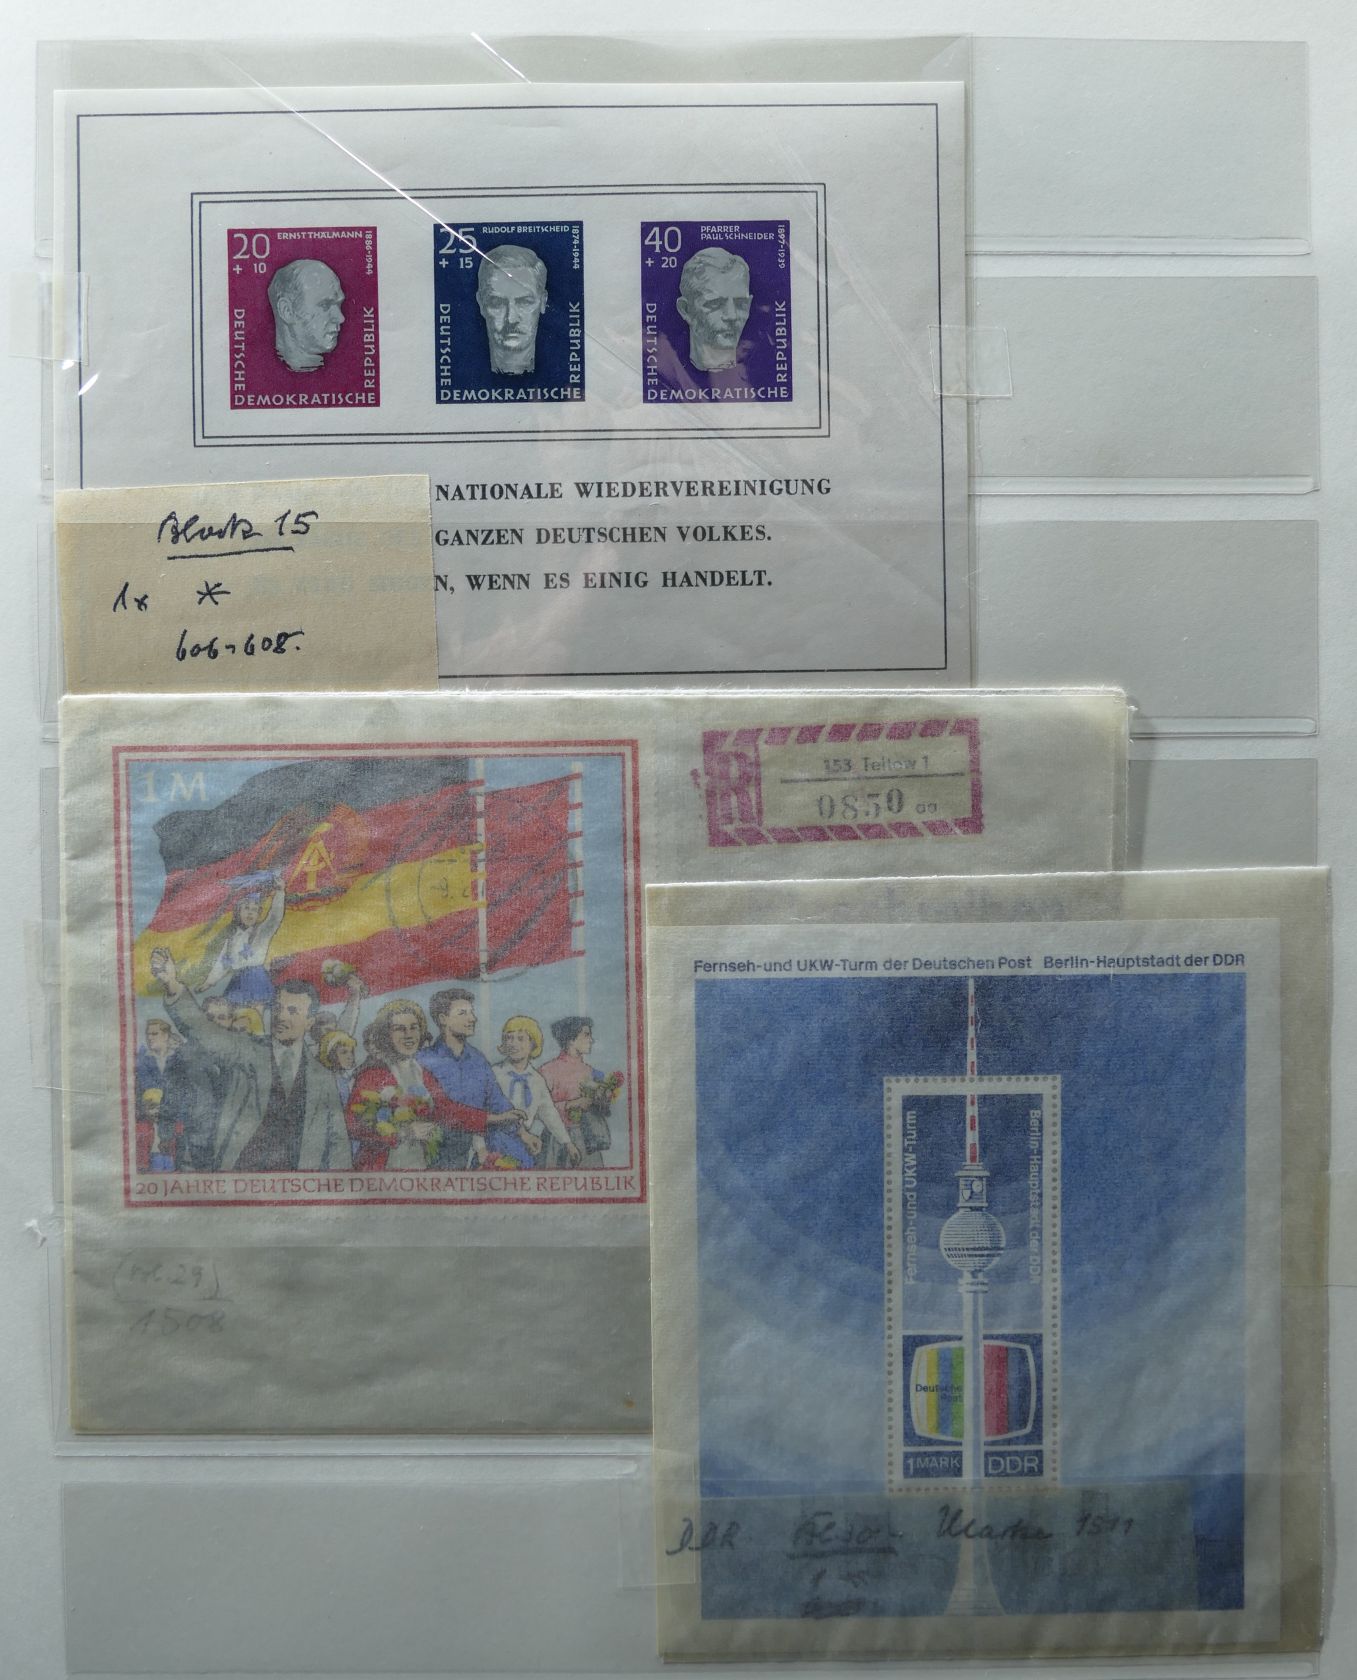 20
+ 10
ERNST THÄLMANN
1886-1944
DEUTSCHE
DEMOKRATISCHE
REPUBLIK
25
+ 15
RUDOLF BREITSCHEID
1874-1944
DEUTSCHE
DEMOKRATISCHE
REPUBLIK
40
+ 20
PFARRER
PAUL SCHNEIDER
1897-1939
DEUTSCHE
DEMOKRATISCHE
REPUBLIK
NATIONALE WIEDERVEREINIGUNG
GANZEN DEUTSCHEN VOLKES.
N, WENN ES EINIG HANDELT.
Block 15
1x *
606-608.
1 M
20 JAHRE DEUTSCHE DEMOKRATISCHE REPUBLIK
R
153 Teltow 1
0850 aa
29)
1508
Fernseh-und UKW-Turm der Deutschen Post Berlin-Hauptstadt der DDR
Fernseh-und UKW-Turm
Berlin-Hauptstadt der DDR
Deutsche
Post
1 MARK DDR
DDR Marke 1511